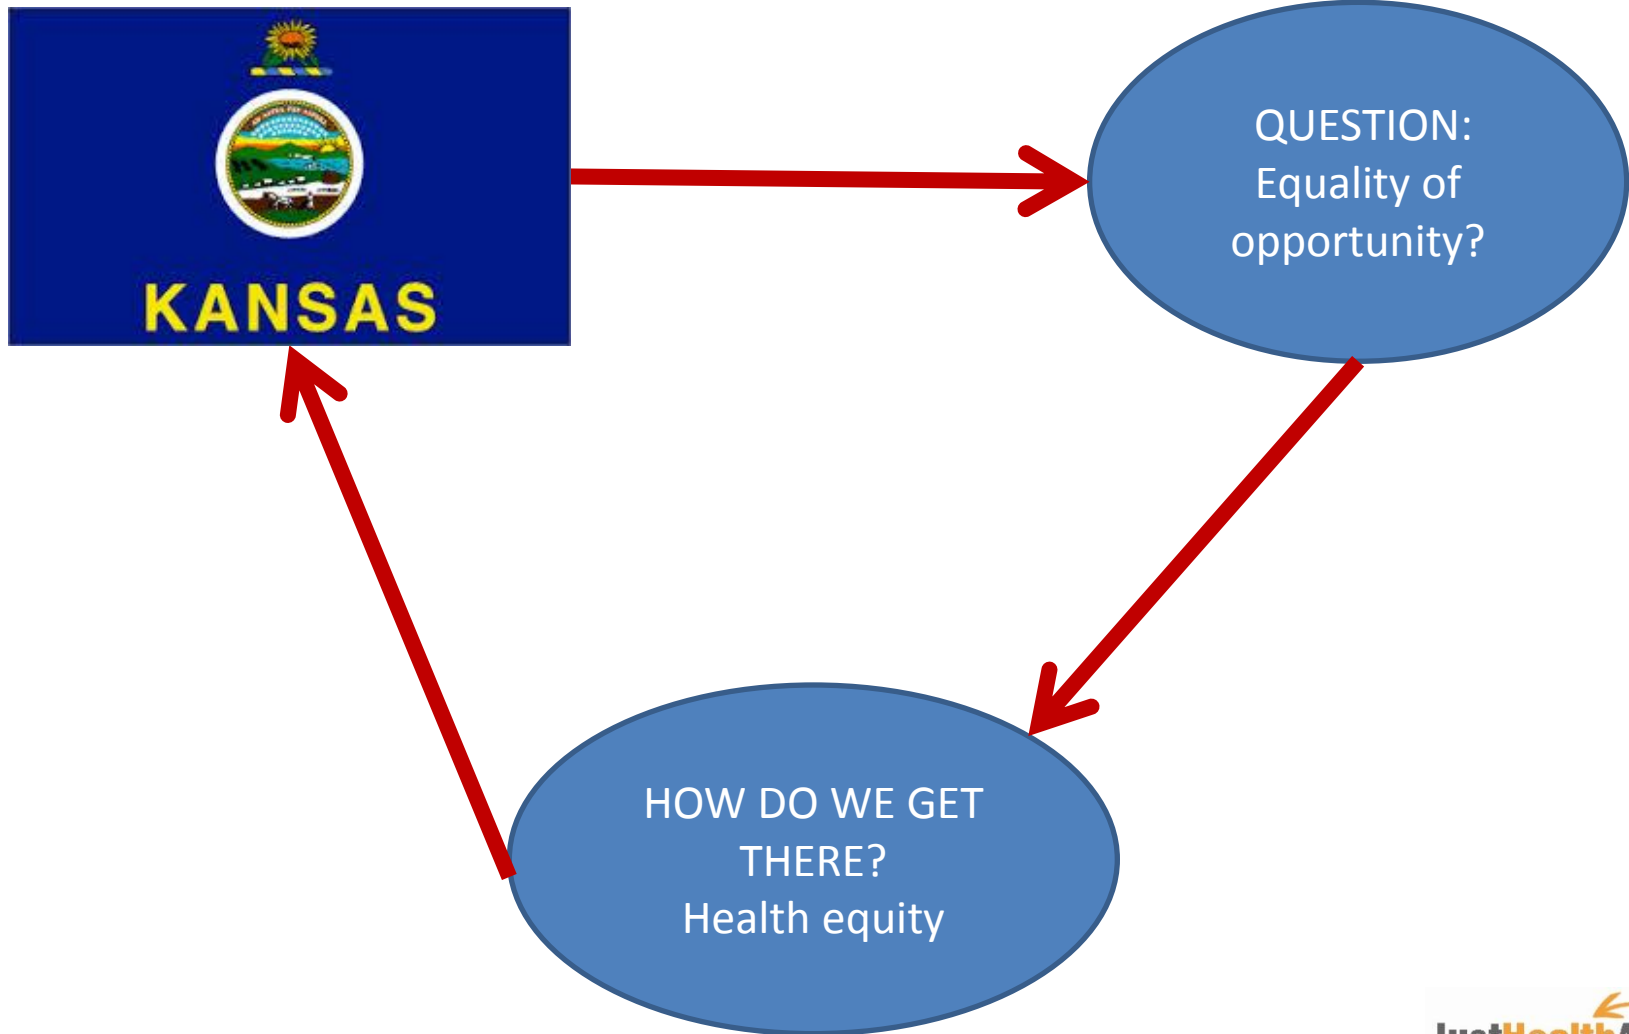 KANSAS
QUESTION:
Equality of
opportunity?
HOW DO WE GET
THERE?
Health equity